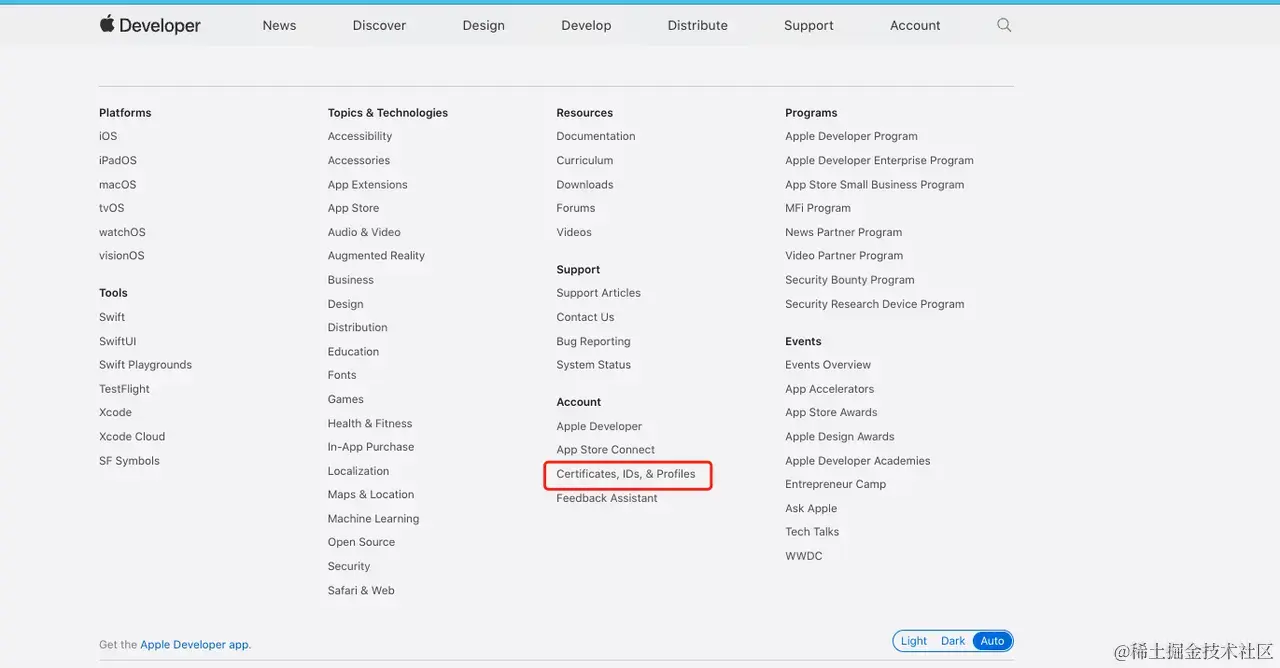 Developer
News
Discover
Design
Develop
Distribute
Support
Account
Platforms
iOS
iPadOS
macOS
tvOS
watchOS
visionOS
Tools
Swift
SwiftUI
Swift Playgrounds
TestFlight
Xcode
Xcode Cloud
SF Symbols
Topics & Technologies
Accessibility
Accessories
App Extensions
App Store
Audio & Video
Augmented Reality
Business
Design
Distribution
Education
Fonts
Games
Health & Fitness
In-App Purchase
Localization
Maps & Location
Machine Learning
Open Source
Security
Safari & Web
Resources
Documentation
Curriculum
Downloads
Forums
Videos
Support
Support Articles
Contact Us
Bug Reporting
System Status
Account
Apple Developer
App Store Connect
Certificates, IDs, & Profiles
Feedback Assistant
Programs
Apple Developer Program
Apple Developer Enterprise Program
App Store Small Business Program
MFi Program
News Partner Program
Video Partner Program
Security Bounty Program
Security Research Device Program
Events
Events Overview
App Accelerators
App Store Awards
Apple Design Awards
Apple Developer Academies
Entrepreneur Camp
Ask Apple
Tech Talks
WWDC
Get the Apple Developer app.
Light
Dark
Auto
@稀土掘金技术社区